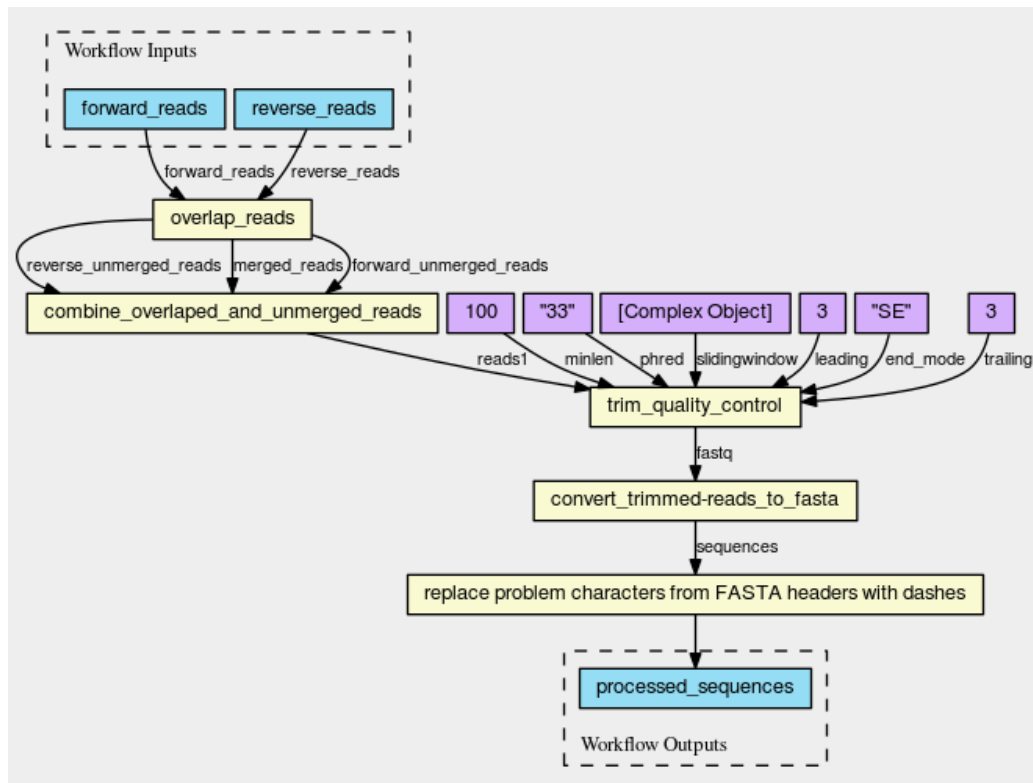 Workflow Inputs
forward_reads reverse_reads
forward_reads reverse_reads
overlap_reads
reverse_unmerged_reads merged_reads forward_unmerged_reads
combine_overlaped_and_unmerged_reads 100 "33" [Complex Object] 3 "SE" 3
reads1 minlen phred slidingwindow leading end_mode trailing
trim_quality_control
fastq
convert_trimmed-reads_to_fasta
sequences
replace problem characters from FASTA headers with dashes
processed_sequences
Workflow Outputs